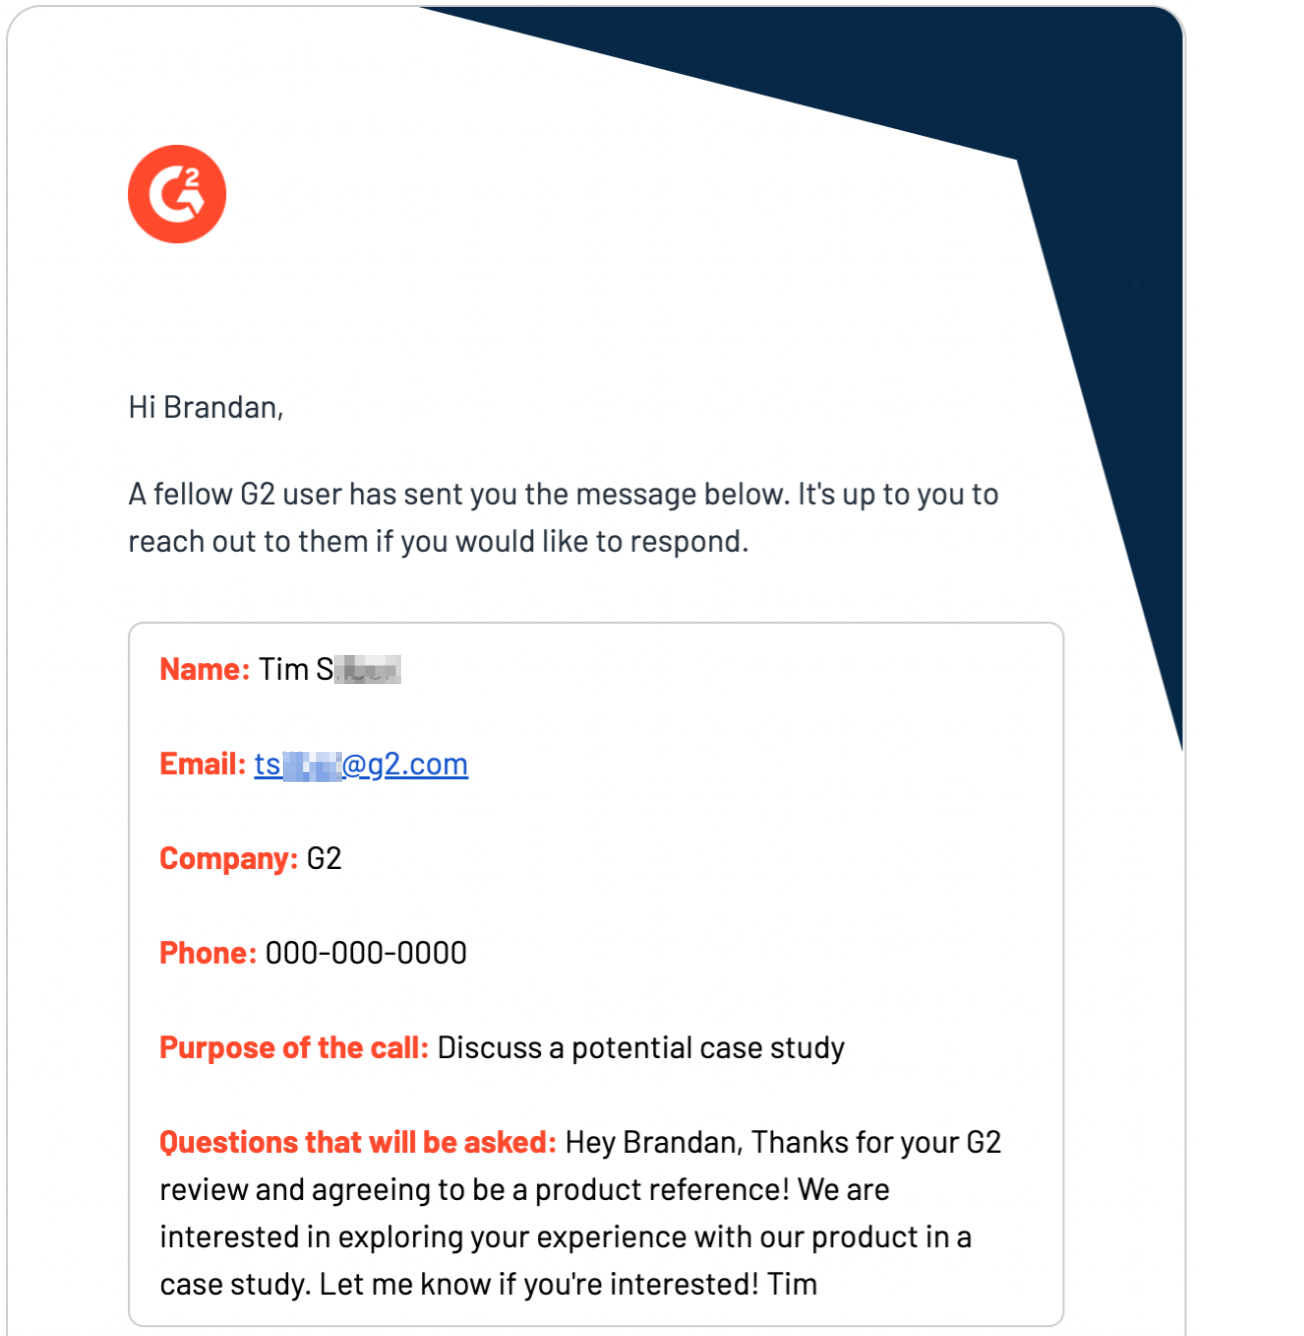 G2
Hi Brandan,
A fellow G2 user has sent you the message below. It's up to you to
reach out to them if you would like to respond.
Name: Tim S
Email: ts@g2.com
Company: G2
Phone: 000-000-0000
Purpose of the call: Discuss a potential case study
Questions that will be asked: Hey Brandan, Thanks for your G2
review and agreeing to be a product reference! We are
interested in exploring your experience with our product in a
case study. Let me know if you're interested! Tim